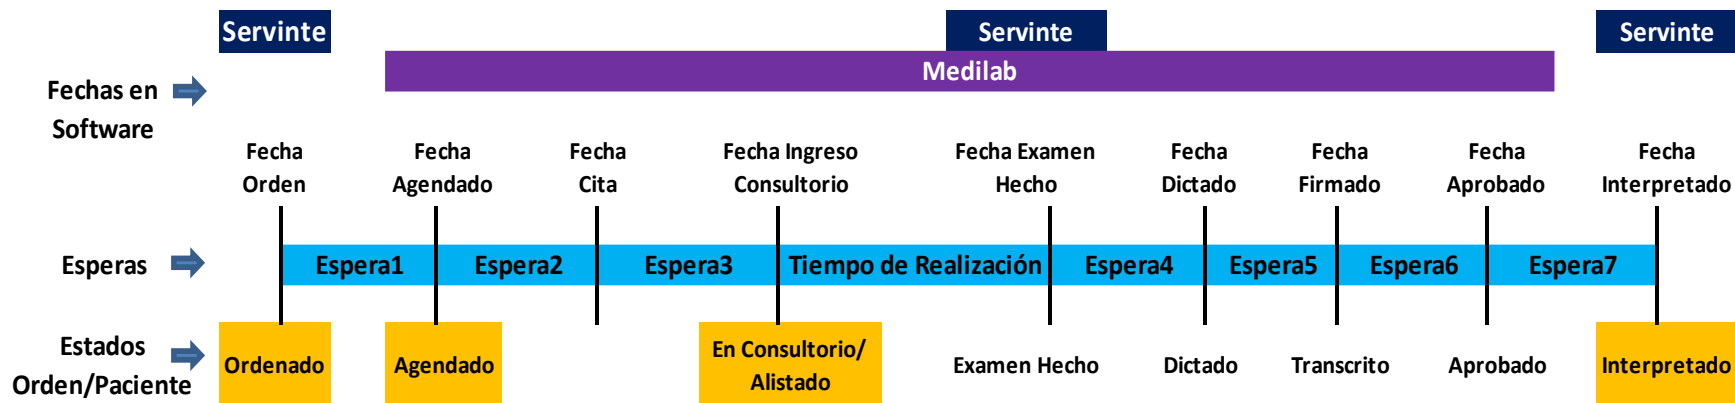 Servinte
Servinte
Servinte
Medilab
Fechas en
Software
Fecha
Orden
Fecha
Agendado
Fecha
Cita
Fecha Ingreso
Consultorio
Fecha Examen
Hecho
Fecha
Dictado
Fecha
Firmado
Fecha
Aprobado
Fecha
Interpretado
Esperas
Espera1
Espera2
Espera3
Tiempo de Realización
Espera4
Espera5
Espera6
Espera7
Estados
Orden/Paciente
Ordenado
Agendado
En Consultorio/
Alistado
Examen Hecho
Dictado
Transcrito
Aprobado
Interpretado